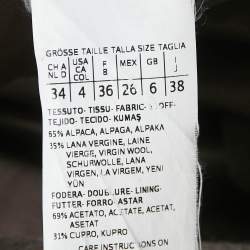 GRÖSSE TAILLE TALLA SIZE TAGLIA
CH A NL D USA CA COL F B MEX GB I J
34 4 36 26 6 38
TESSUTO-TISSU-FABRIC-STOFF-
TEJIDO-TECIDO-KUMAŞ
65% ALPACA, ALPAGA, ALPAKA
35% LANA VERGINE, LAINE
VIERGE, VIRGIN WOOL,
SCHURWOLLE, LANA
VIRGEN, LA VIRGEM, YENI
YÜN
FODERA-DOUBLURE-LINING-
FUTTER-FORRO-ASTAR
69% ACETATO, ACETATE, ACETAT,
ASETAT
31% CUPRO, KUPRO
CARE INSTRUCTIONS ON